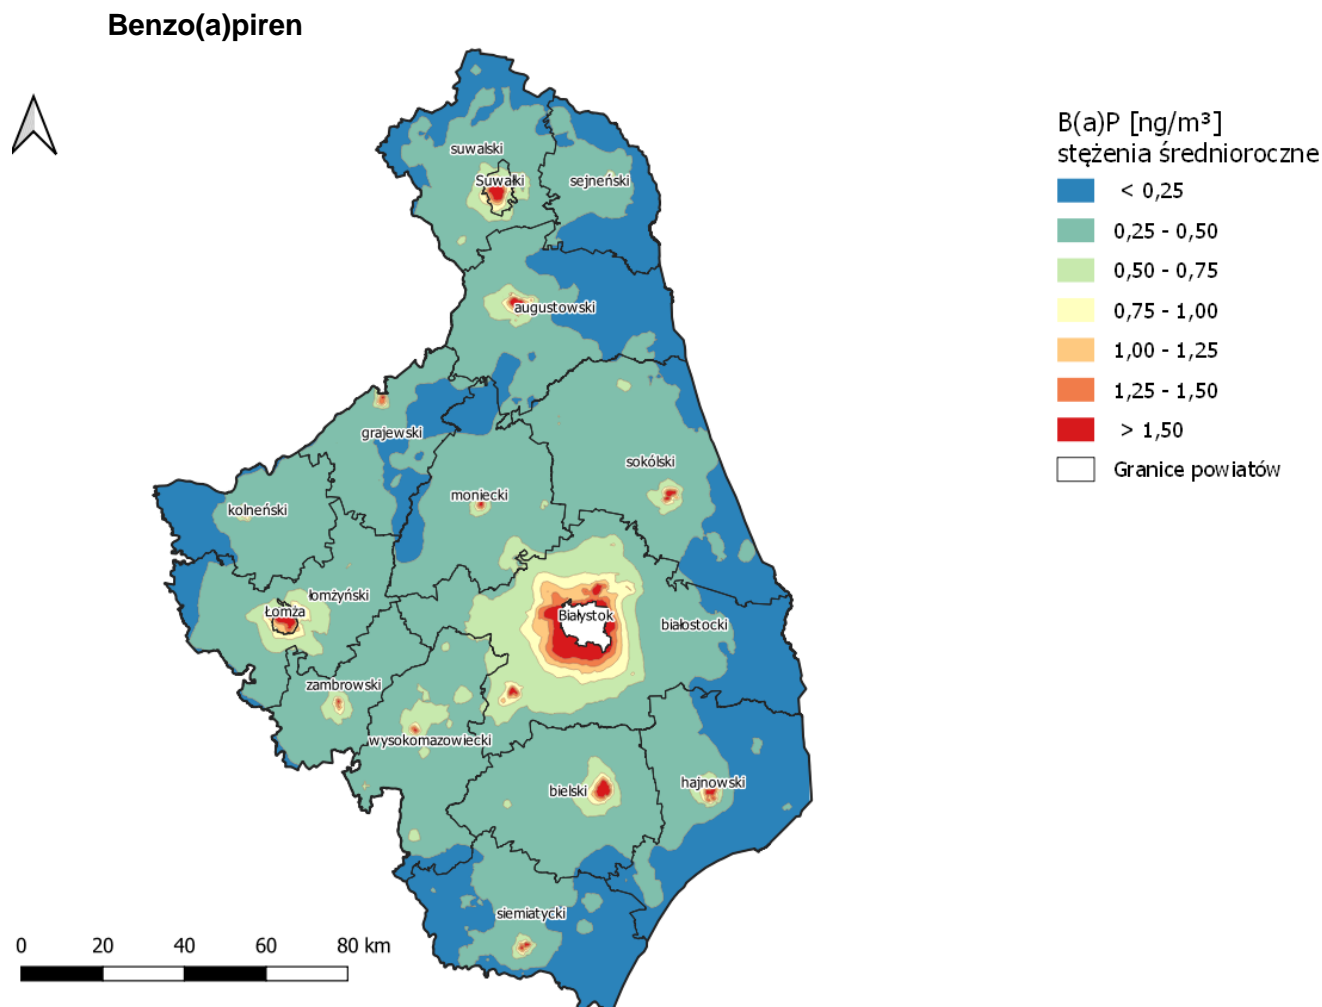 Benzo(a)piren
B(a)P [ng/m³]
stężenia średnioroczne
< 0,25
0,25 - 0,50
0,50 - 0,75
0,75 - 1,00
1,00 - 1,25
1,25 - 1,50
> 1,50
Granice powiatów
suwalski
Suwałki
sejneński
augustowski
grajewski
sokólski
moniecki
kolneński
łomżyński
Łomża
Białystok
białostocki
zambrowski
wysokomazowiecki
bielski
hajnowski
siemiatycki
0 20 40 60 80 km